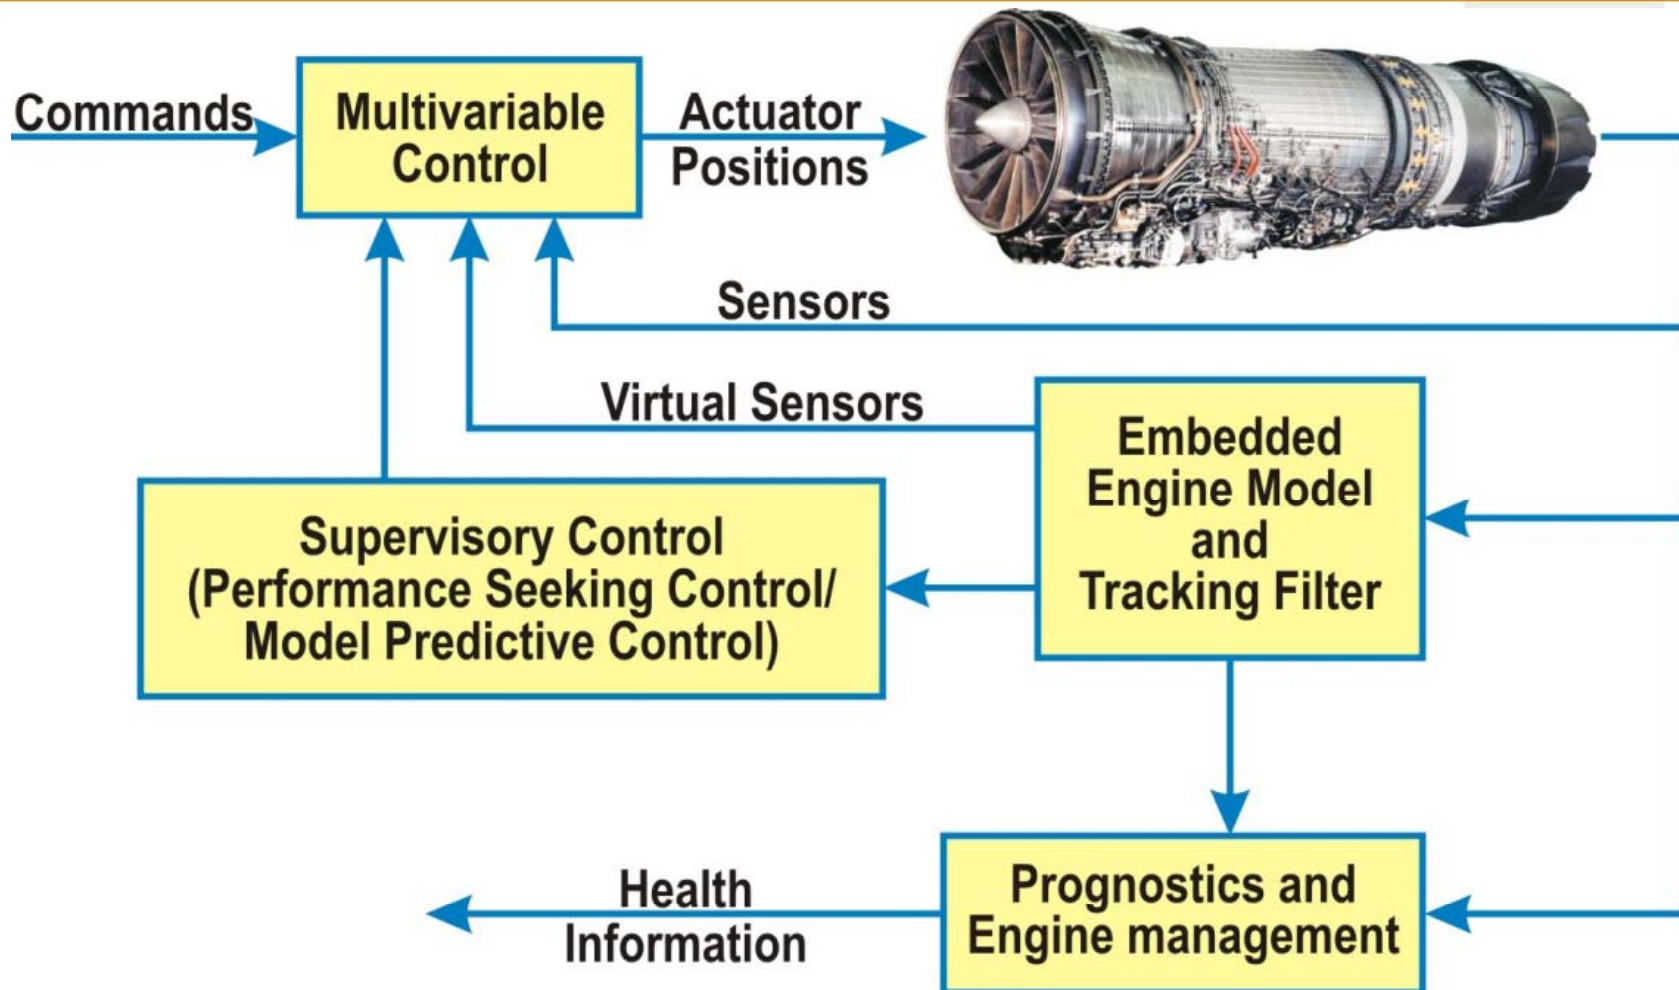 Commands
Multivariable
Control
Actuator
Positions
Sensors
Virtual Sensors
Embedded
Engine Model
and
Tracking Filter
Supervisory Control
(Performance Seeking Control/
Model Predictive Control)
Health
Information
Prognostics and
Engine management